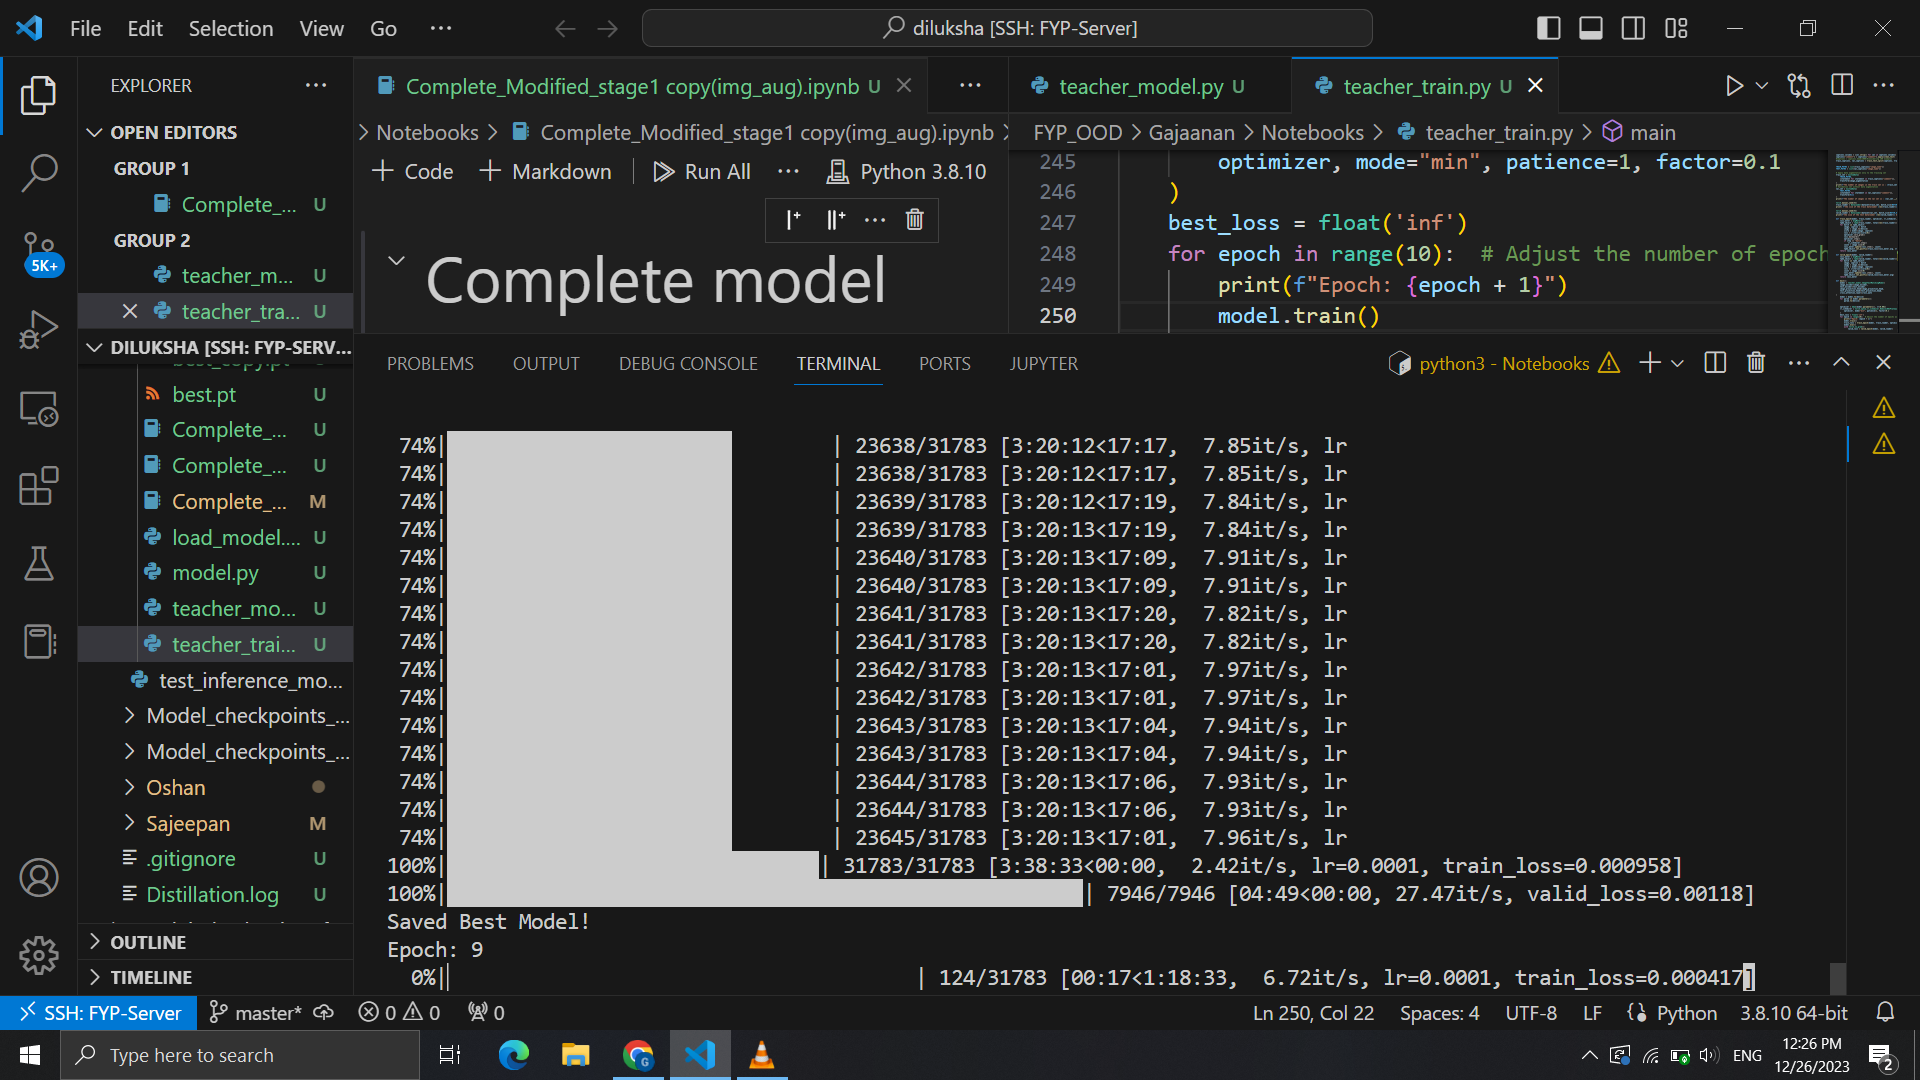 File Edit Selection View Go ···
diluksha [SSH: FYP-Server]
EXPLORER ···
OPEN EDITORS
GROUP 1
Complete_... U
GROUP 2
teacher_m... U
teacher_tra... U
DILUKSHA [SSH: FYP-SERV...
best_copy.pt
best.pt U
Complete_... U
Complete_... U
Complete_... M
load_model.... U
model.py U
teacher_mo... U
teacher_trai... U
test_inference_mo...
Model_checkpoints_...
Model_checkpoints_...
Oshan
Sajeepan M
.gitignore U
Distillation.log U
OUTLINE
TIMELINE
5K+
Complete_Modified_stage1 copy(img_aug).ipynb U
Notebooks > Complete_Modified_stage1 copy(img_aug).ipynb >
+ Code + Markdown Run All ··· Python 3.8.10
Complete model
teacher_model.py U
teacher_train.py U
FYP_OOD > Gajaanan > Notebooks > teacher_train.py > main
245 optimizer, mode="min", patience=1, factor=0.1
246 )
247 best_loss = float('inf')
248 for epoch in range(10): # Adjust the number of epoch
249 print(f"Epoch: {epoch + 1}")
250 model.train()
PROBLEMS OUTPUT DEBUG CONSOLE TERMINAL PORTS JUPYTER
python3 - Notebooks
74%| | 23638/31783 [3:20:12<17:17, 7.85it/s, lr
74%| | 23638/31783 [3:20:12<17:17, 7.85it/s, lr
74%| | 23639/31783 [3:20:12<17:19, 7.84it/s, lr
74%| | 23639/31783 [3:20:13<17:19, 7.84it/s, lr
74%| | 23640/31783 [3:20:13<17:09, 7.91it/s, lr
74%| | 23640/31783 [3:20:13<17:09, 7.91it/s, lr
74%| | 23641/31783 [3:20:13<17:20, 7.82it/s, lr
74%| | 23641/31783 [3:20:13<17:20, 7.82it/s, lr
74%| | 23642/31783 [3:20:13<17:01, 7.97it/s, lr
74%| | 23642/31783 [3:20:13<17:01, 7.97it/s, lr
74%| | 23643/31783 [3:20:13<17:04, 7.94it/s, lr
74%| | 23643/31783 [3:20:13<17:04, 7.94it/s, lr
74%| | 23644/31783 [3:20:13<17:06, 7.93it/s, lr
74%| | 23644/31783 [3:20:13<17:06, 7.93it/s, lr
74%| | 23645/31783 [3:20:13<17:01, 7.96it/s, lr
100%| | 31783/31783 [3:38:33<00:00, 2.42it/s, lr=0.0001, train_loss=0.000958]
100%| | 7946/7946 [04:49<00:00, 27.47it/s, valid_loss=0.00118]
Saved Best Model!
Epoch: 9
0%| | 124/31783 [00:17<1:18:33, 6.72it/s, lr=0.0001, train_loss=0.000417]
SSH: FYP-Server master* 0 0 0
Ln 250, Col 22 Spaces: 4 UTF-8 LF Python 3.8.10 64-bit
Type here to search
ENG
12:26 PM
12/26/2023
2